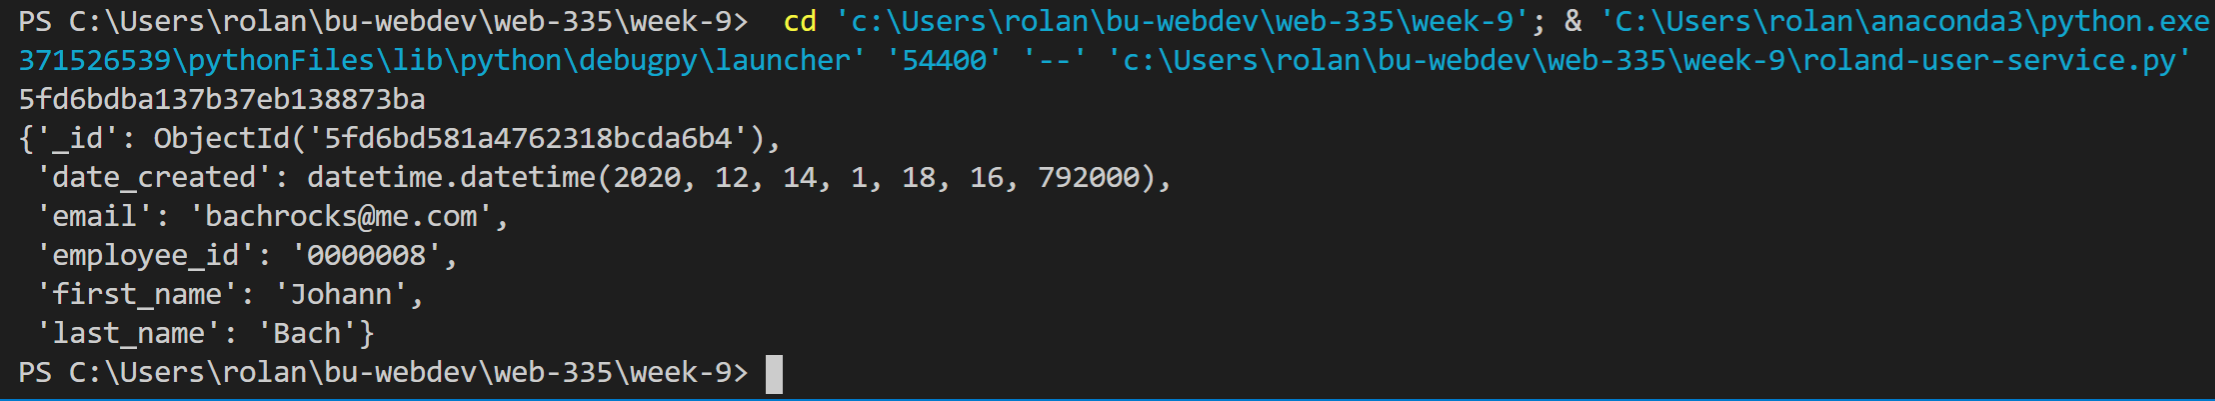 PS C:\Users\rolan\bu-webdev\web-335\week-9>  cd 'c:\Users\rolan\bu-webdev\web-335\week-9'; & 'C:\Users\rolan\anaconda3\python.exe
371526539\pythonFiles\lib\python\debugpy\launcher' '54400' '--' 'c:\Users\rolan\bu-webdev\web-335\week-9\roland-user-service.py'
5fd6bdba137b37eb138873ba
{'_id': ObjectId('5fd6bd581a4762318bcda6b4'),
 'date_created': datetime.datetime(2020, 12, 14, 1, 18, 16, 792000),
 'email': 'bachrocks@me.com',
 'employee_id': '0000008',
 'first_name': 'Johann',
 'last_name': 'Bach'}
PS C:\Users\rolan\bu-webdev\web-335\week-9>